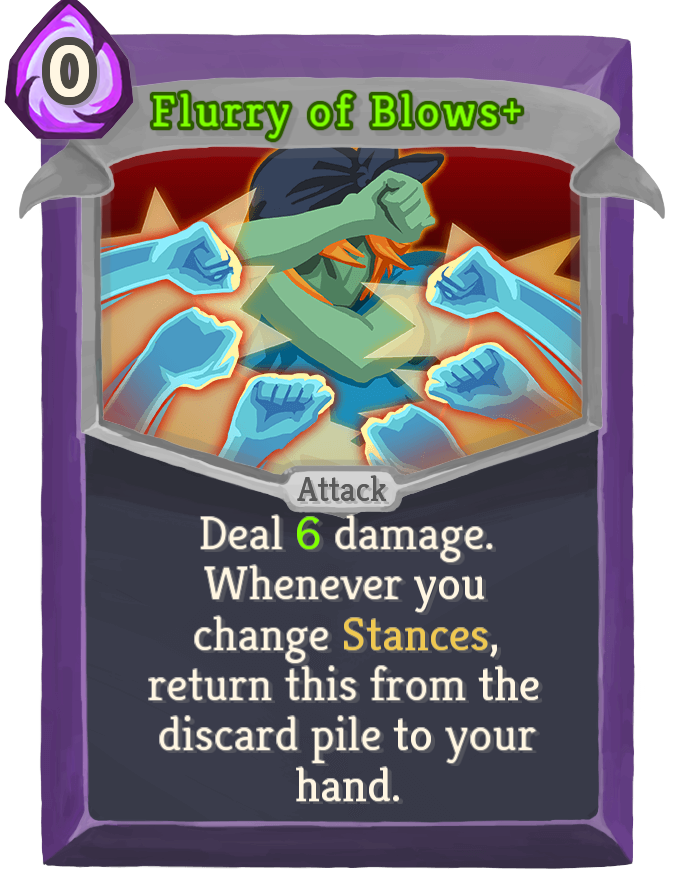 0
Flurry of Blows+
Attack
Deal 6 damage.
Whenever you
change Stances,
return this from the
discard pile to your
hand.